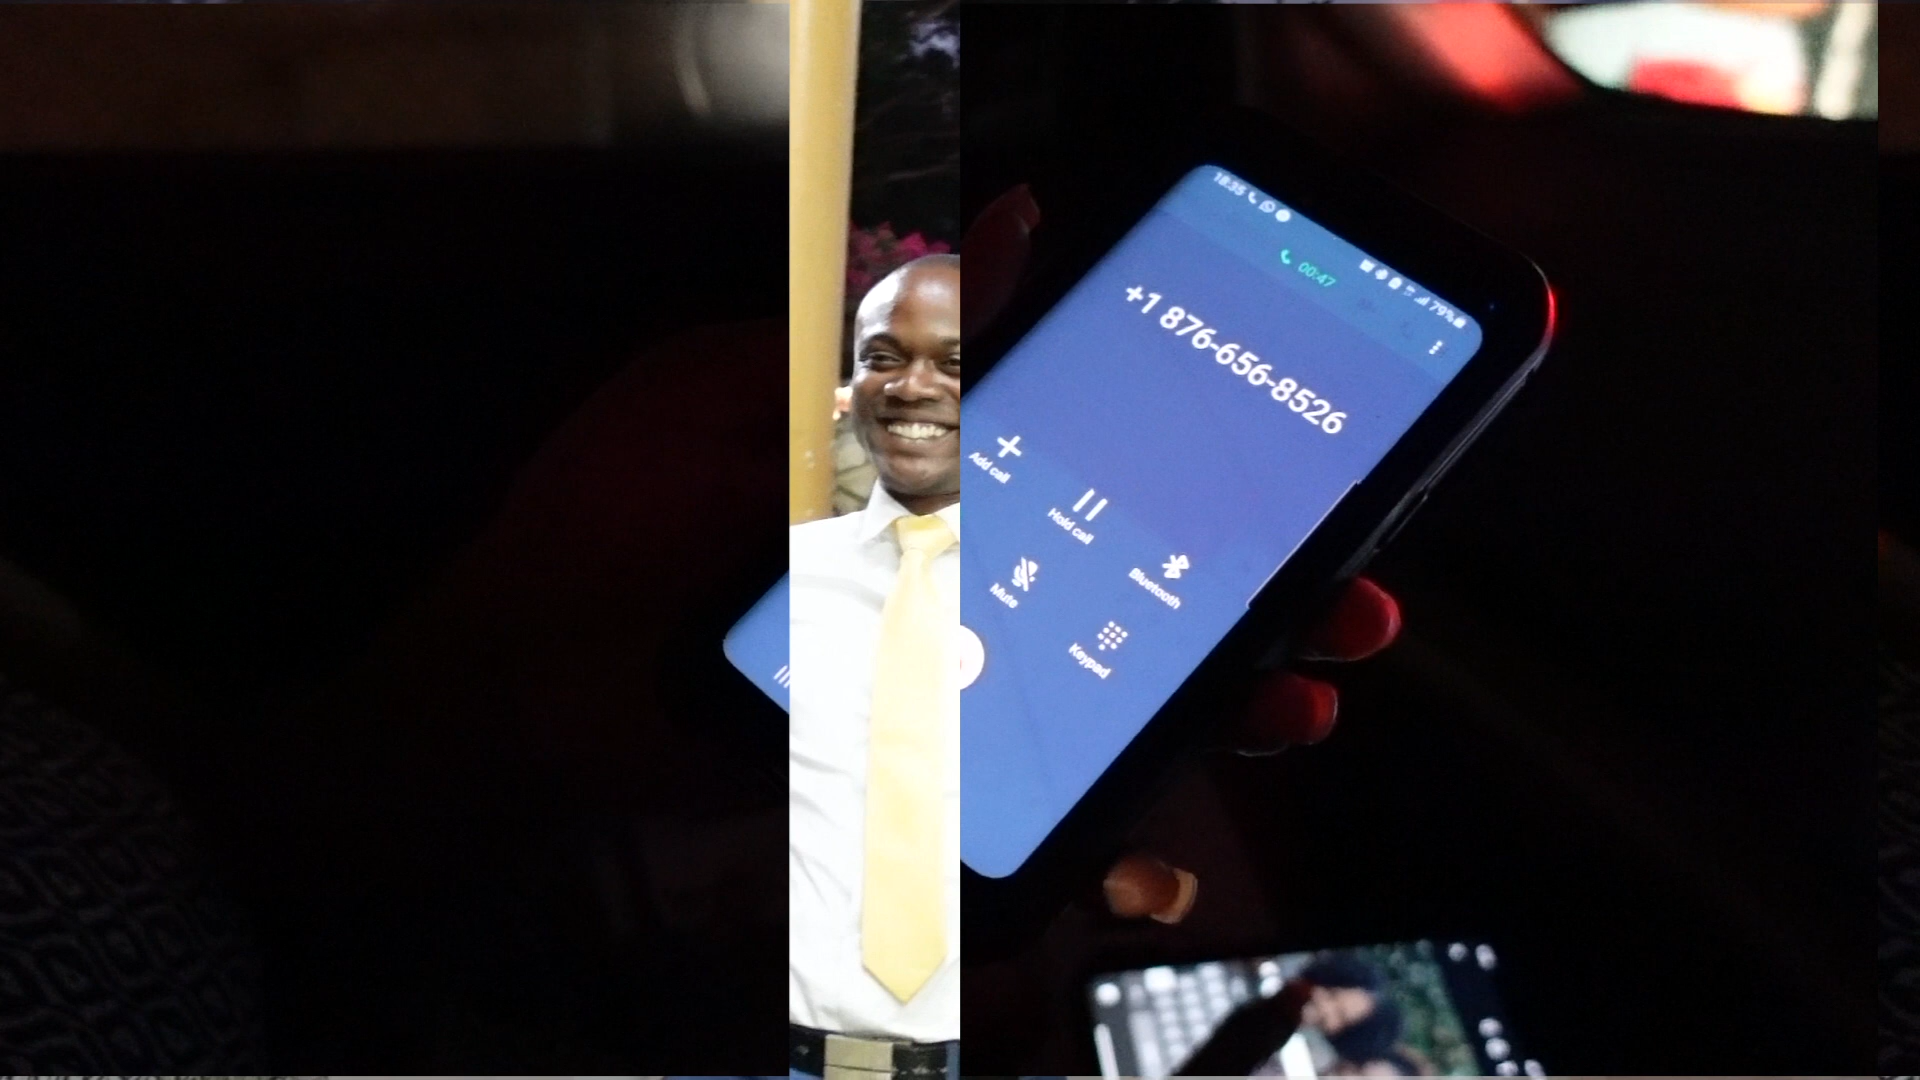 18:35
79%
00:47
+1 876-656-8526
Add call
Hold call
Bluetooth
Mute
Keypad